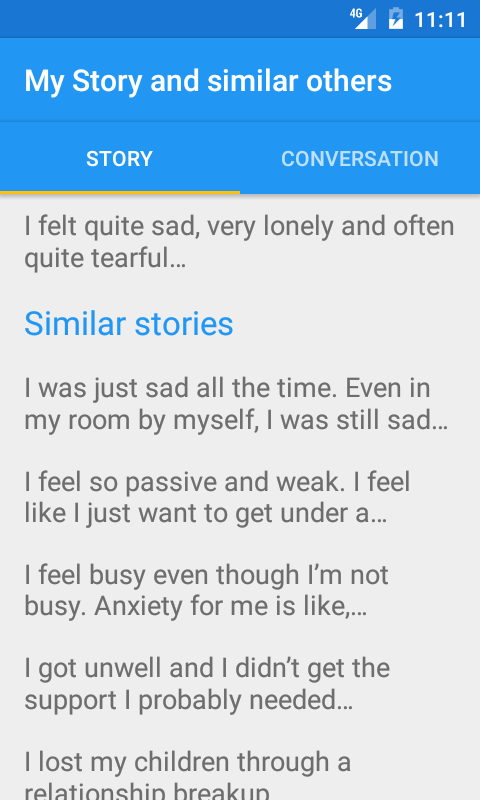 4G 11:11
My Story and similar others
STORY CONVERSATION
I felt quite sad, very lonely and often
quite tearful…
Similar stories
I was just sad all the time. Even in
my room by myself, I was still sad…
I feel so passive and weak. I feel
like I just want to get under a…
I feel busy even though I’m not
busy. Anxiety for me is like,…
I got unwell and I didn’t get the
support I probably needed…
I lost my children through a
relationship breakup